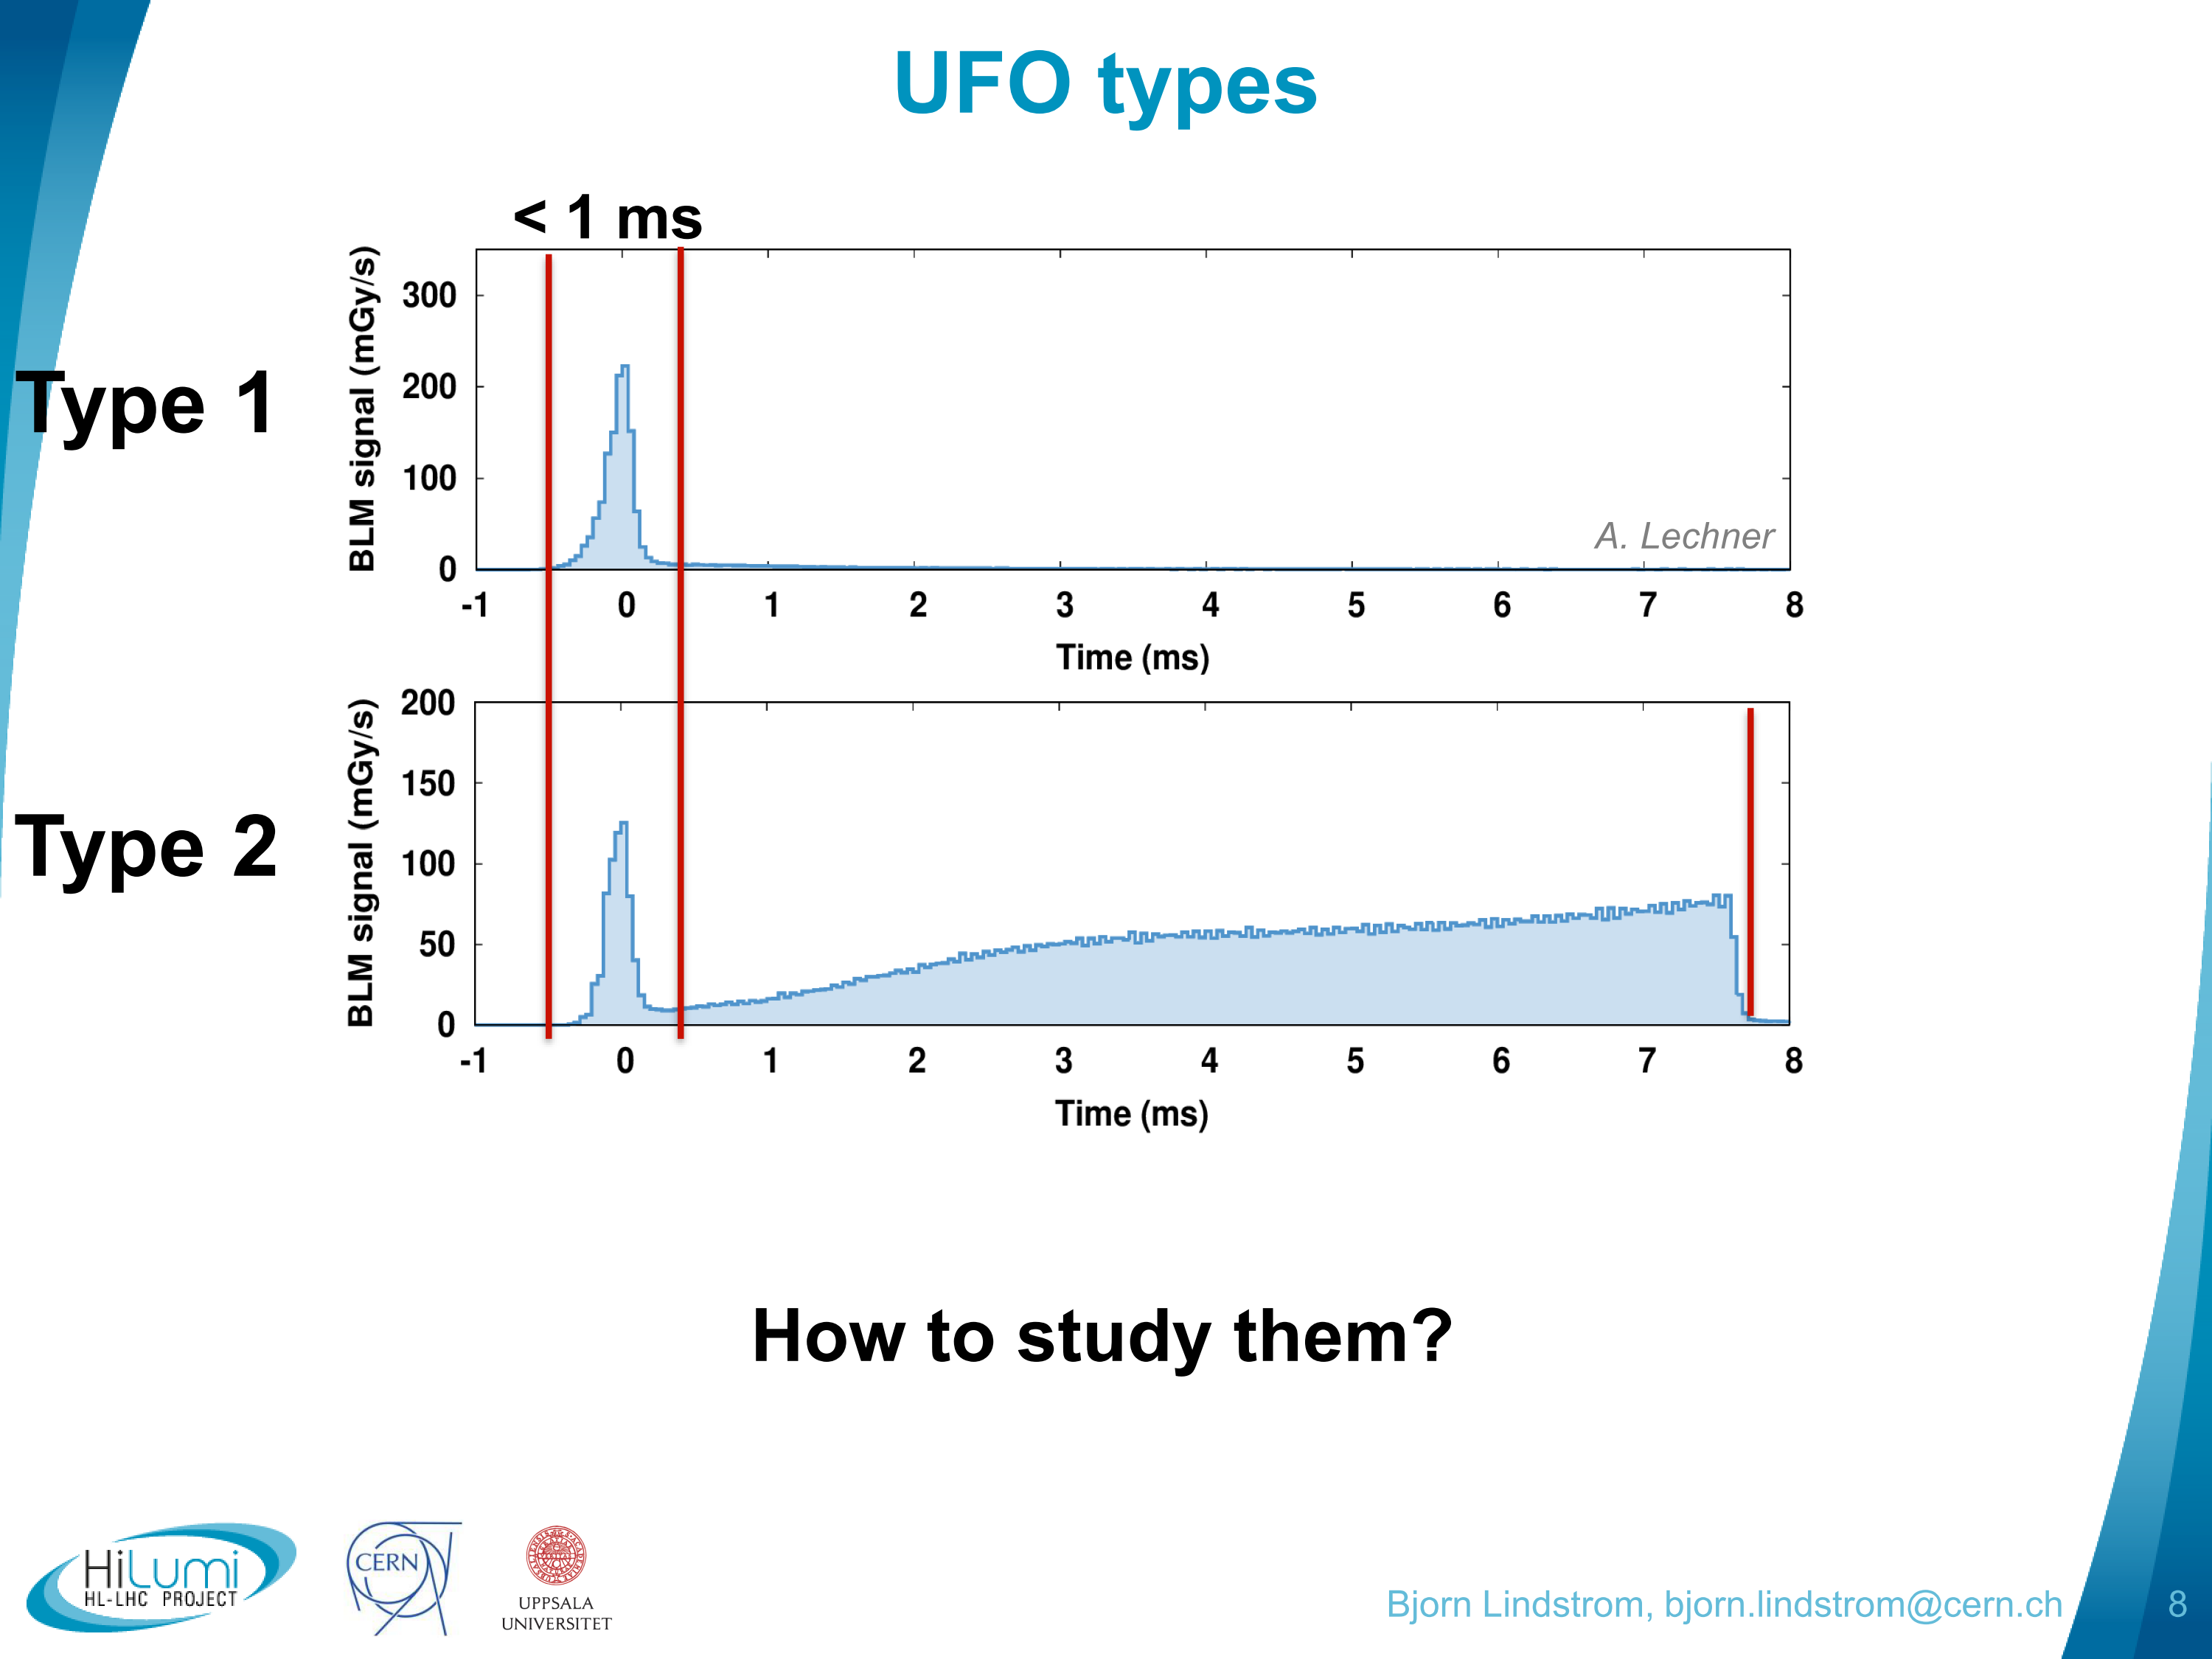 UFO types
< 1 ms
Type 1
BLM signal (mGy/s)
300
200
100
0
A. Lechner
-1 0 1 2 3 4 5 6 7 8
Time (ms)
Type 2
BLM signal (mGy/s)
200
150
100
50
0
-1 0 1 2 3 4 5 6 7 8
Time (ms)
How to study them?
HiLumi
HL-LHC PROJECT
CERN
UPPSALA
UNIVERSITET
Bjorn Lindstrom, bjorn.lindstrom@cern.ch
8